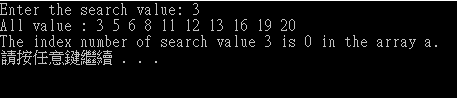 Enter the search value: 3
All value : 3 5 6 8 11 12 13 16 19 20
The index number of search value 3 is 0 in the array a.
請按任意鍵繼續 . . .